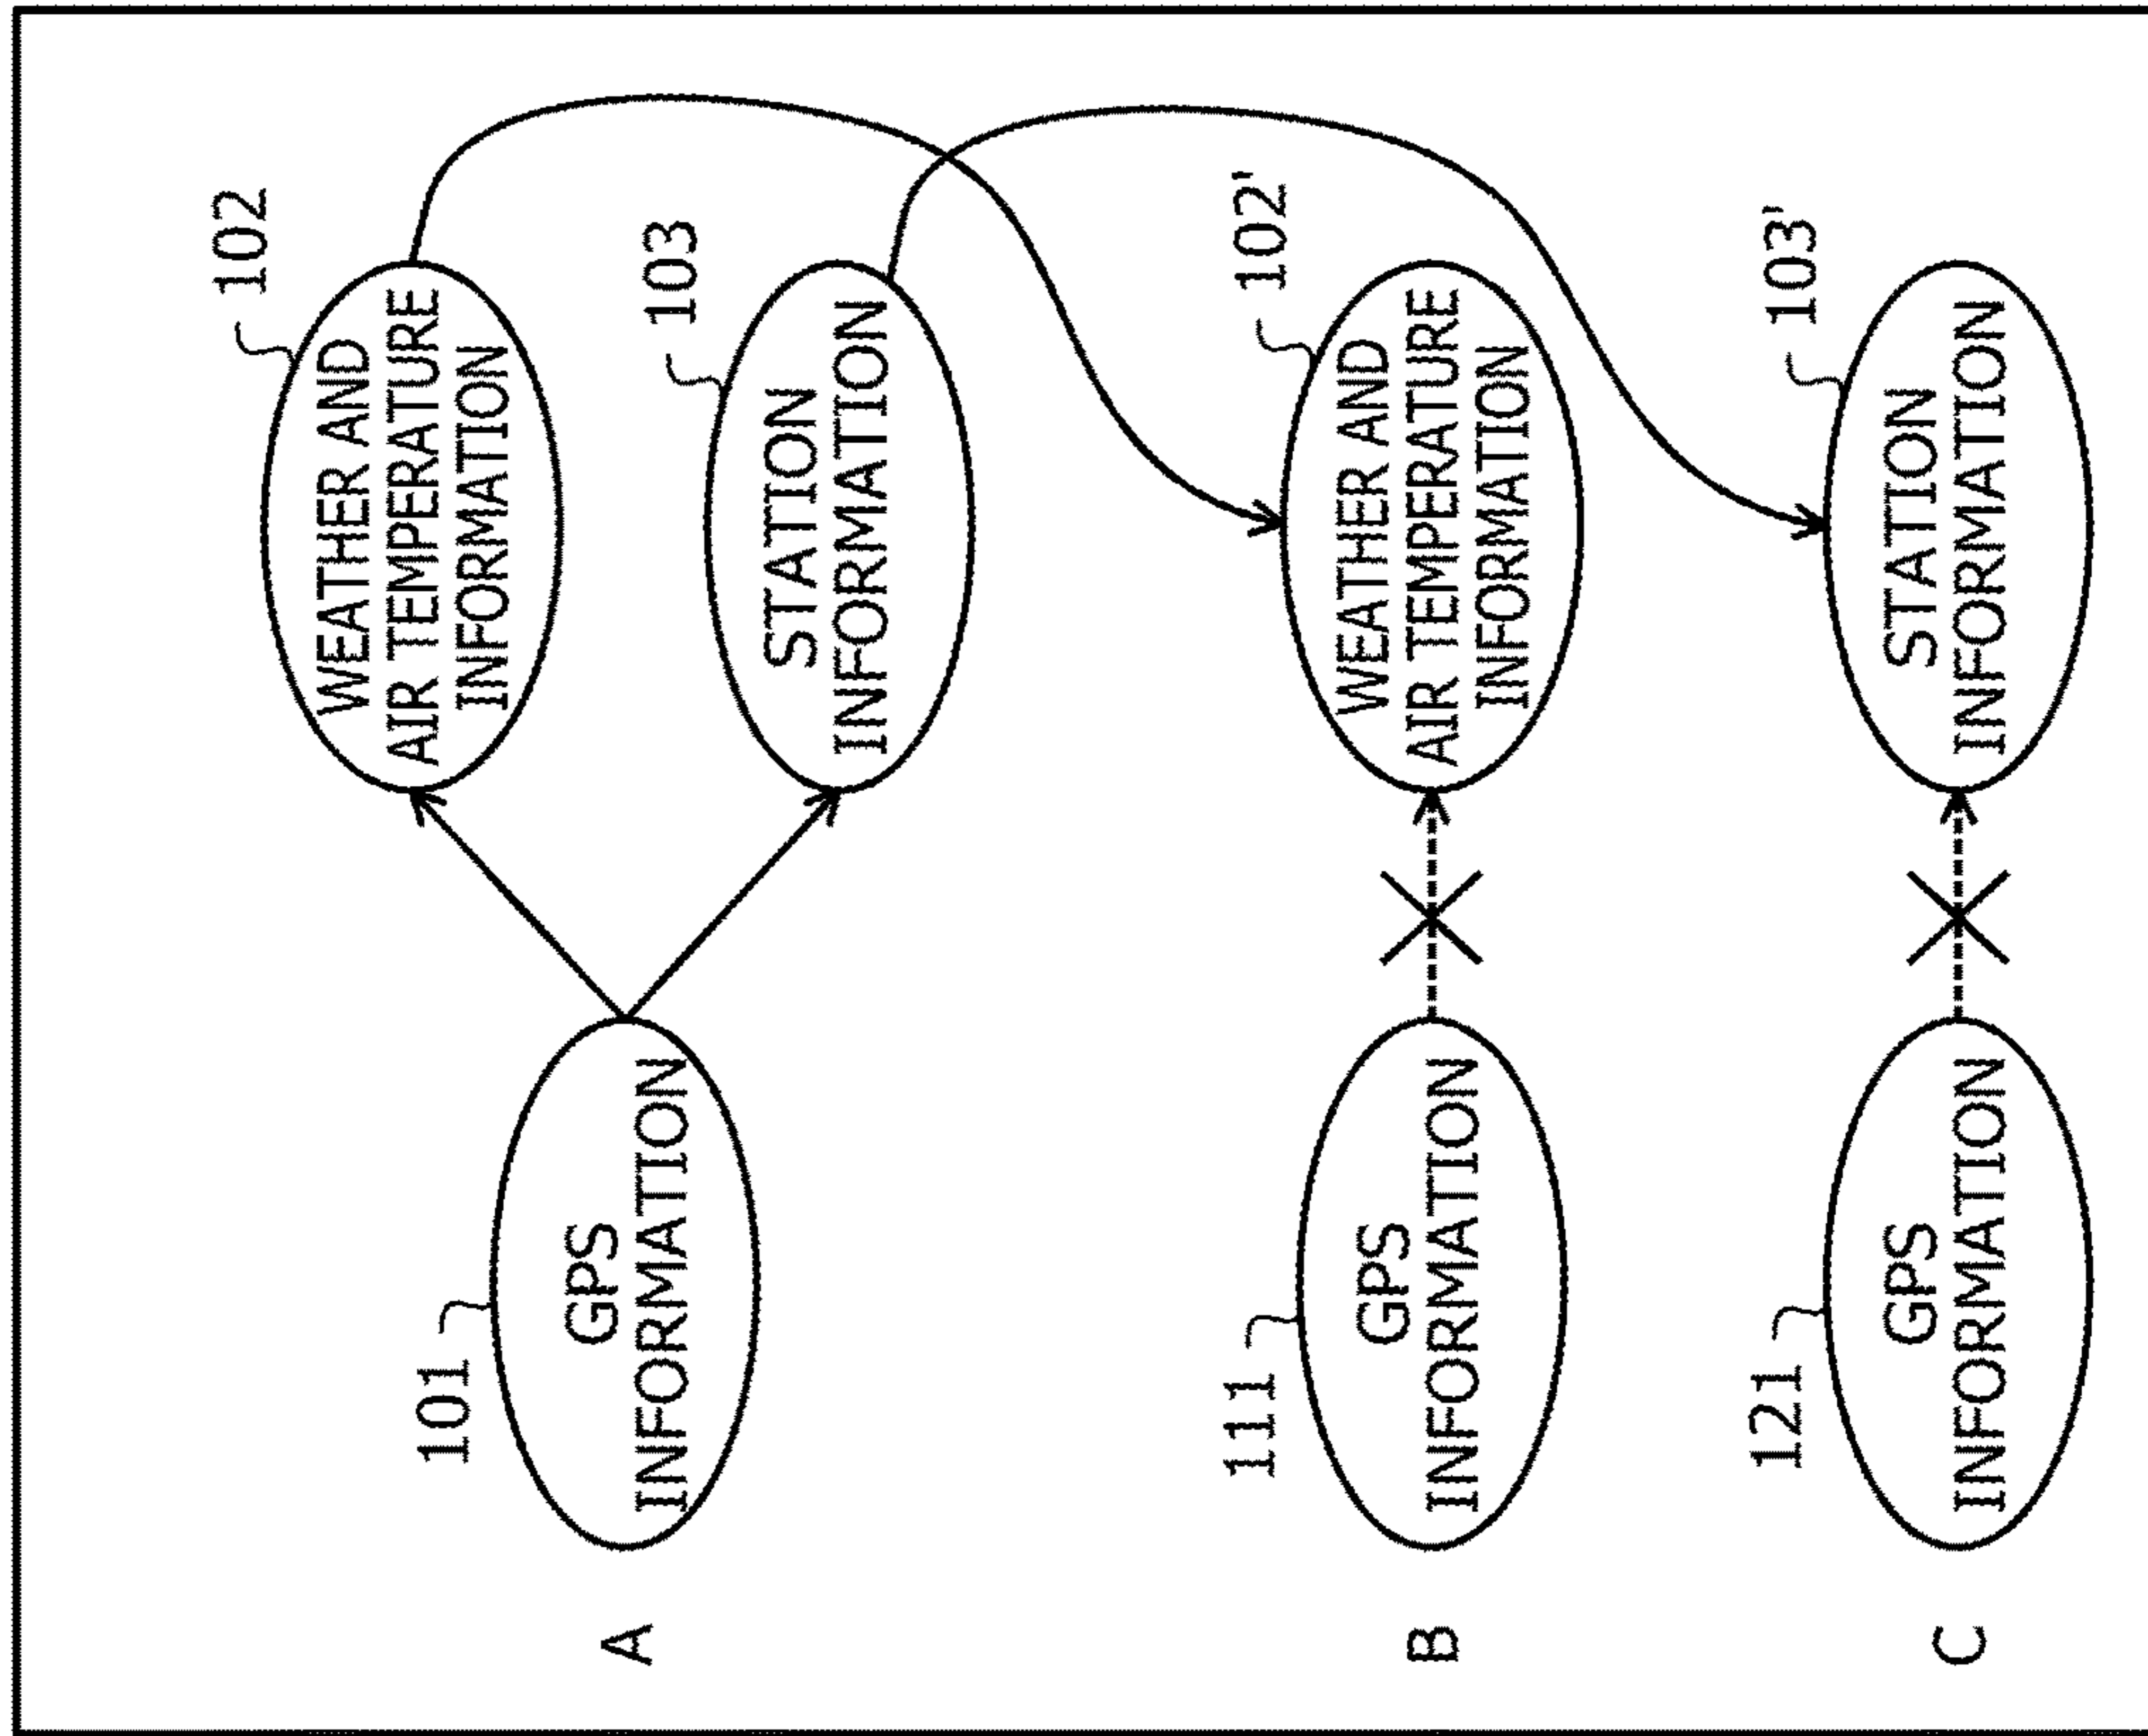 A
101
GPS
INFORMATION
102
WEATHER AND
AIR TEMPERATURE
INFORMATION
103
STATION
INFORMATION
B
111
GPS
INFORMATION
102'
WEATHER AND
AIR TEMPERATURE
INFORMATION
C
121
GPS
INFORMATION
103'
STATION
INFORMATION